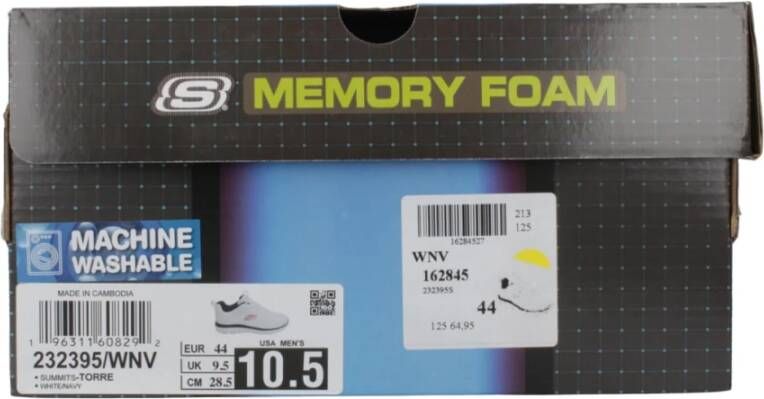 S
MEMORY FOAM
MACHINE
WASHABLE
MADE IN CAMBODIA
1 96311 60829 2
232395/WNV
• SUMMITS-TORRE
• WHITE/NAVY
EUR 44
UK 9.5
CM 28.5
USA MEN'S
10.5
16284527
213
125
WNV
162845
232395S
44
125 64,95